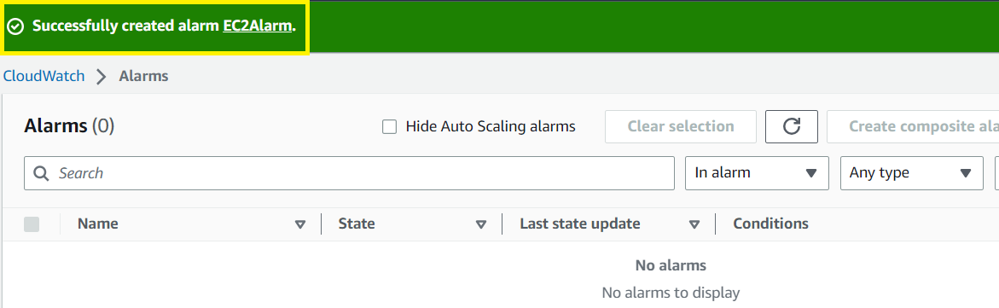 Successfully created alarm EC2Alarm.
CloudWatch > Alarms
Alarms (0)
Hide Auto Scaling alarms
Clear selection
Create composite ala
Search
In alarm
Any type
Name
State
Last state update
Conditions
No alarms
No alarms to display